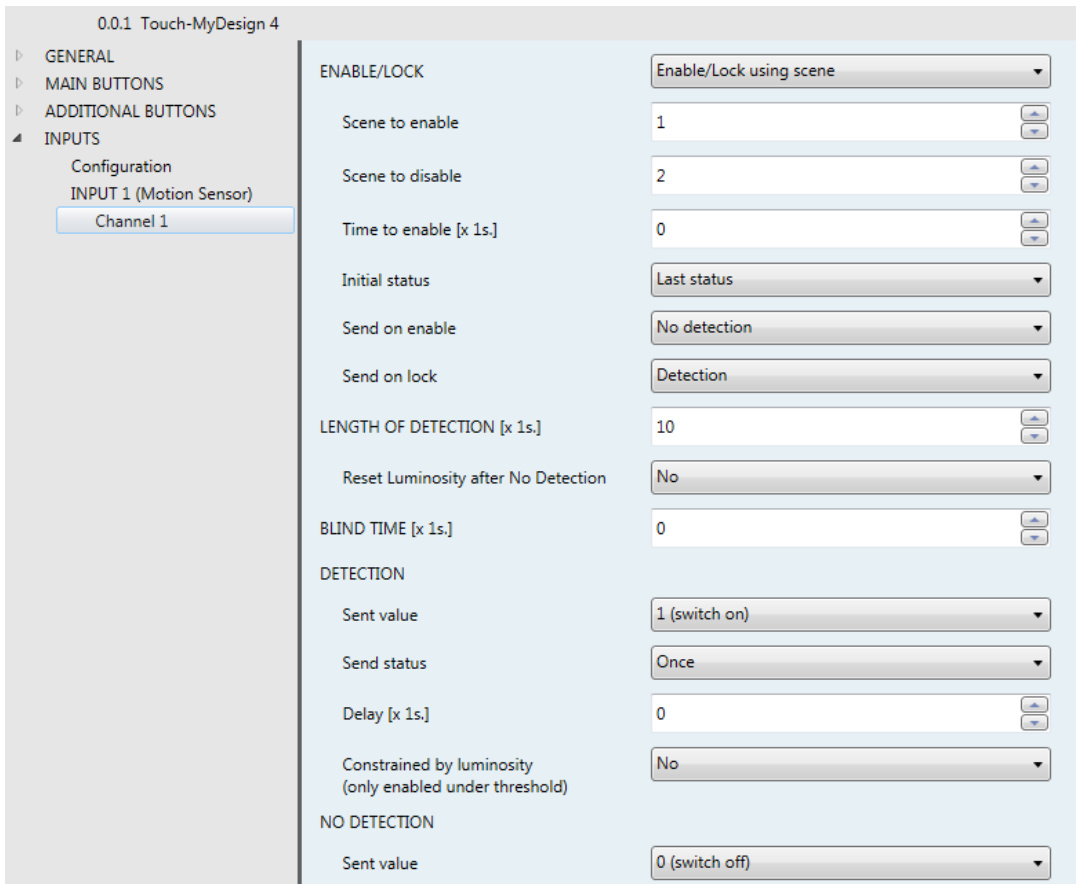 0.0.1 Touch-MyDesign 4
GENERAL
MAIN BUTTONS
ADDITIONAL BUTTONS
INPUTS
Configuration
INPUT 1 (Motion Sensor)
Channel 1
ENABLE/LOCK Enable/Lock using scene
Scene to enable 1
Scene to disable 2
Time to enable [x 1s.] 0
Initial status Last status
Send on enable No detection
Send on lock Detection
LENGTH OF DETECTION [x 1s.] 10
Reset Luminosity after No Detection No
BLIND TIME [x 1s.] 0
DETECTION
Sent value 1 (switch on)
Send status Once
Delay [x 1s.] 0
Constrained by luminosity No
(only enabled under threshold)
NO DETECTION
Sent value 0 (switch off)